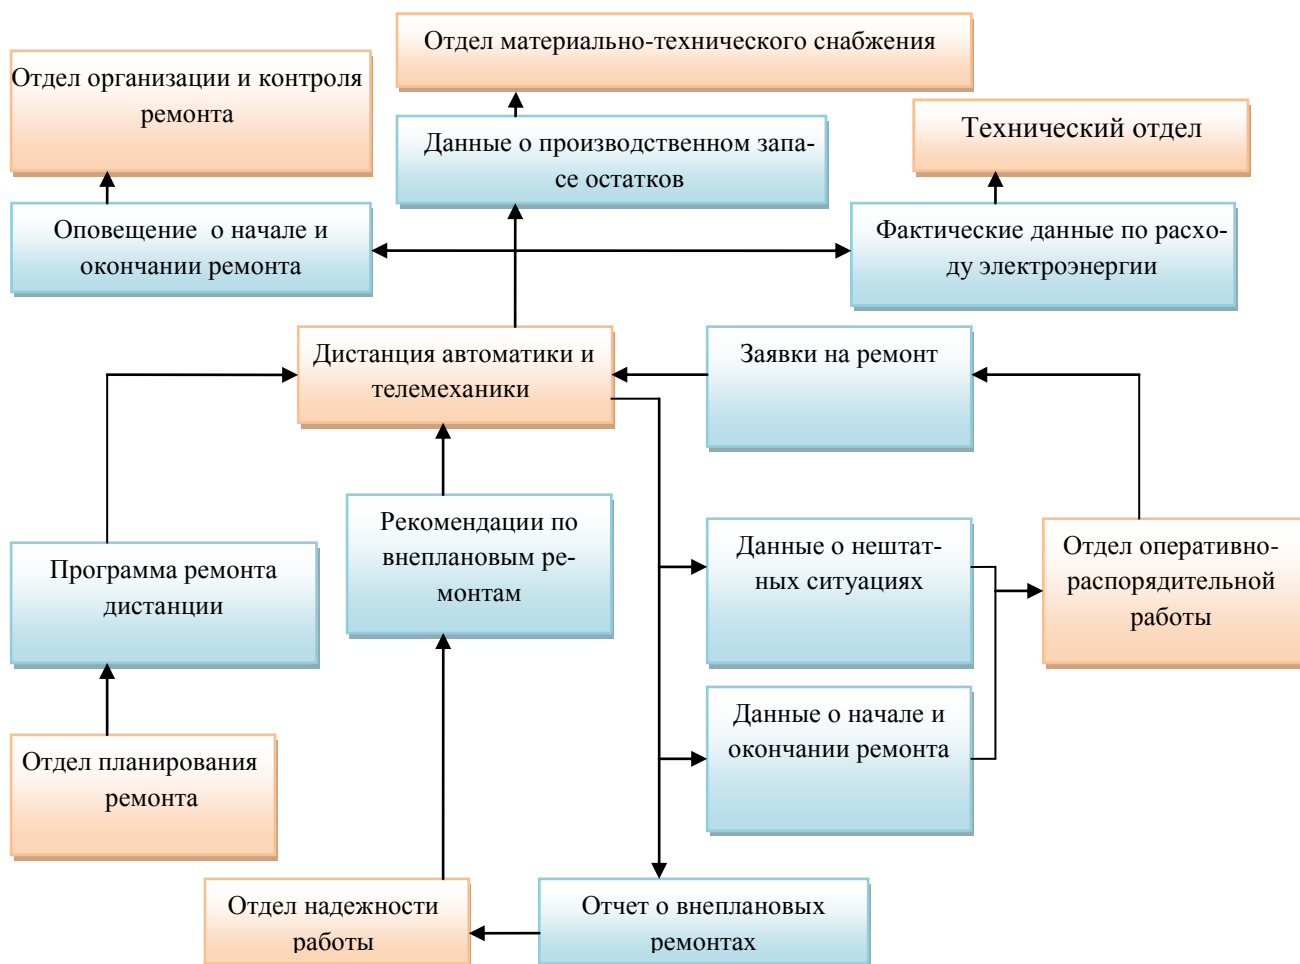 Отдел материально-технического снабжения
Отдел организации и контроля
ремонта
Данные о производственном запа-
се остатков
Технический отдел
Оповещение о начале и
окончании ремонта
Фактические данные по расхо-
ду электроэнергии
Дистанция автоматики и
телемеханики
Заявки на ремонт
Рекомендации по
внеплановым ре-
монтам
Программа ремонта
дистанции
Данные о нештат-
ных ситуациях
Отдел оперативно-
распорядительной
работы
Отдел планирования
ремонта
Данные о начале и
окончании ремонта
Отдел надежности
работы
Отчет о внеплановых
ремонтах